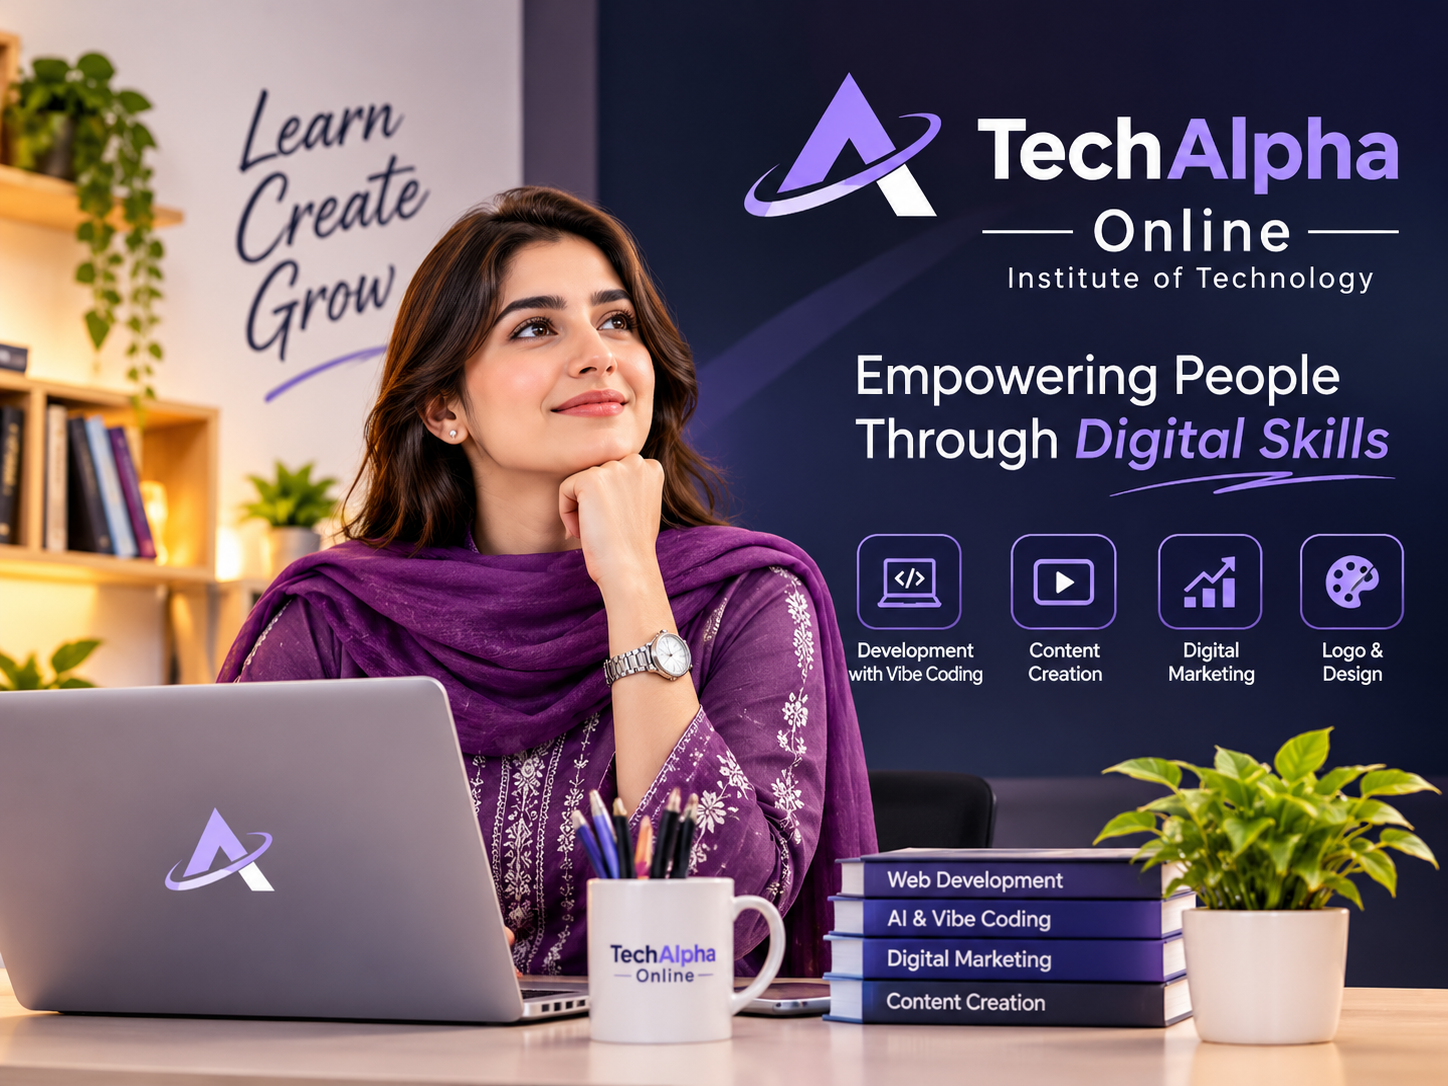 Learn
Create
Grow
TechAlpha
Online
Institute of Technology
Empowering People
Through Digital Skills
Development
with Vibe Coding
Content
Creation
Digital
Marketing
Logo &
Design
TechAlpha
Online
Web Development
AI & Vibe Coding
Digital Marketing
Content Creation